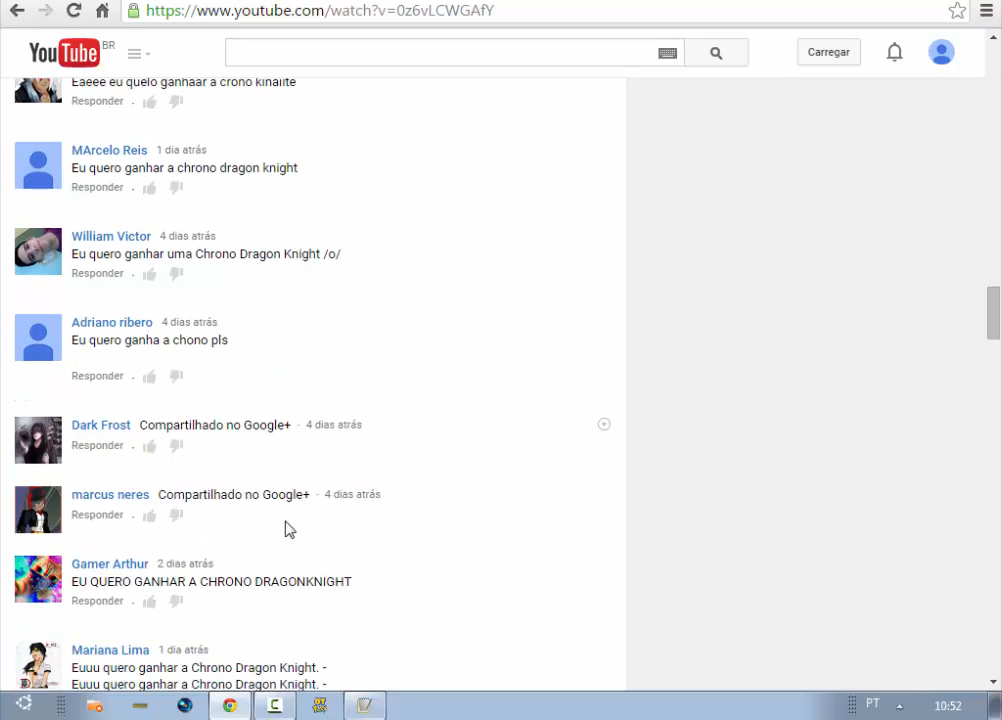 https://www.youtube.com/watch?v=0z6vLCWGAfY
YouTube BR
Carregar
Eaeee eu quelo ganhaar a crono kinalite
Responder .
MArcelo Reis 1 dia atrás
Eu quero ganhar a chrono dragon knight
Responder .
William Victor 4 dias atrás
Eu quero ganhar uma Chrono Dragon Knight /o/
Responder .
Adriano ribero 4 dias atrás
Eu quero ganha a chono pls
Responder .
Dark Frost Compartilhado no Google+ · 4 dias atrás
Responder .
marcus neres Compartilhado no Google+ · 4 dias atrás
Responder .
Gamer Arthur 2 dias atrás
EU QUERO GANHAR A CHRONO DRAGONKNIGHT
Responder .
Mariana Lima 1 dia atrás
Euuu quero ganhar a Chrono Dragon Knight. -
Euuu quero ganhar a Chrono Dragon Knight. -
PT
10:52